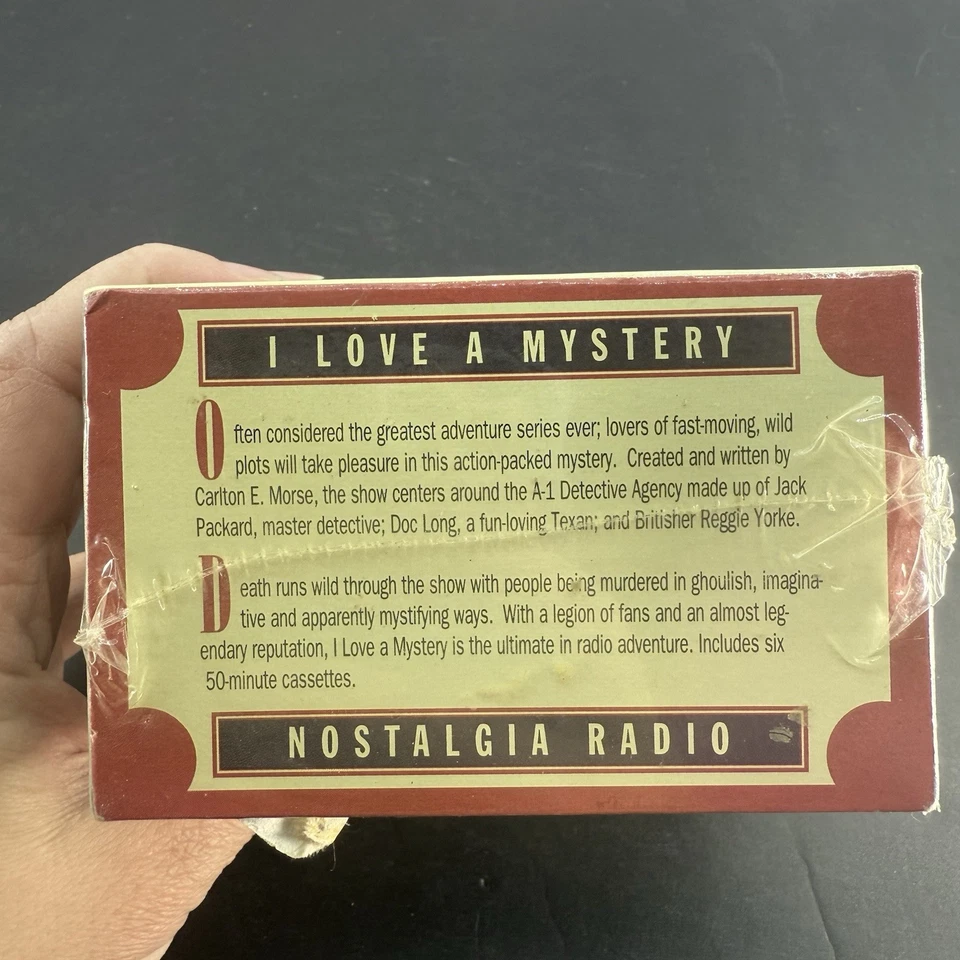 I LOVE A MYSTERY
Often considered the greatest adventure series ever; lovers of fast-moving, wild
plots will take pleasure in this action-packed mystery. Created and written by
Carlton E. Morse, the show centers around the A-1 Detective Agency made up of Jack
Packard, master detective; Doc Long, a fun-loving Texan; and Britisher Reggie Yorke.
Death runs wild through the show with people being murdered in ghoulish, imagina-
tive and apparently mystifying ways. With a legion of fans and an almost leg-
endary reputation, I Love a Mystery is the ultimate in radio adventure. Includes six
50-minute cassettes.
NOSTALGIA RADIO